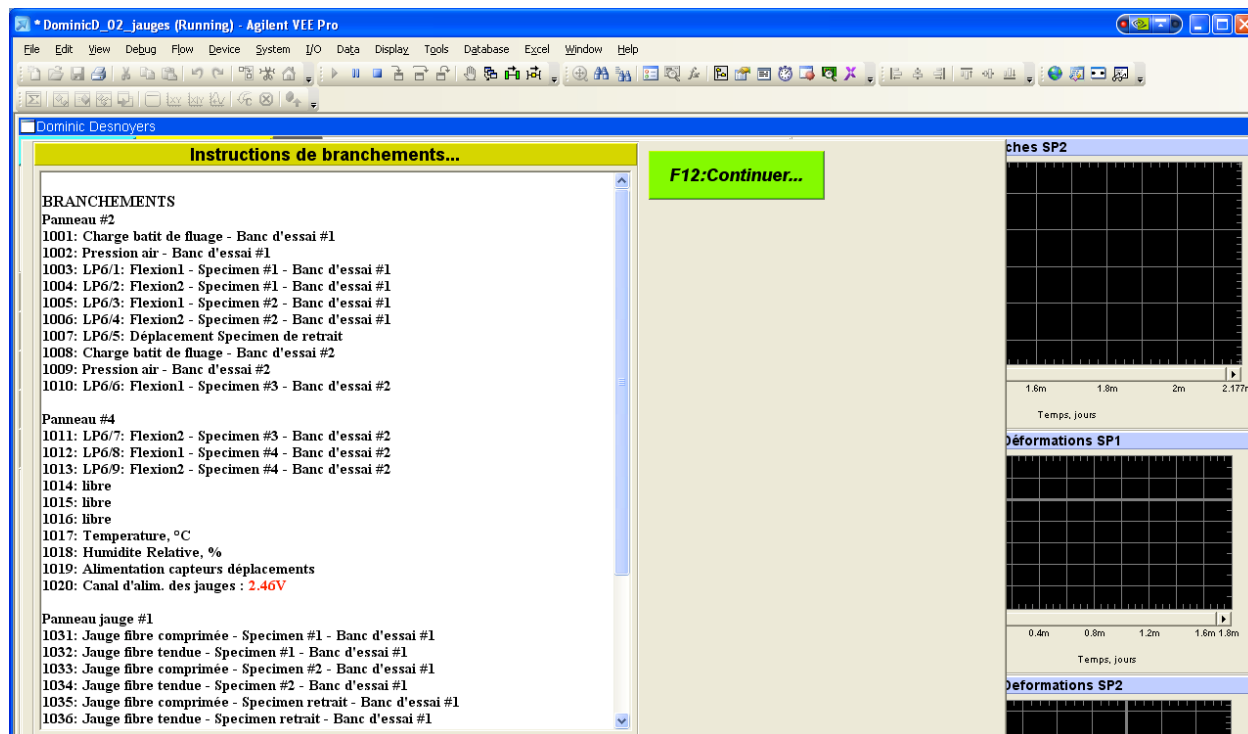 * DominicD_02_jauges (Running) - Agilent VEE Pro
File Edit View Debug Flow Device System I/O Data Display Tools Database Excel Window Help
Dominic Desnoyers
Instructions de branchements...
F12:Continuer...
BRANCHEMENTS
Panneau #2
1001: Charge batit de fluage - Banc d'essai #1
1002: Pression air - Banc d'essai #1
1003: LP6/1: Flexion1 - Specimen #1 - Banc d'essai #1
1004: LP6/2: Flexion2 - Specimen #1 - Banc d'essai #1
1005: LP6/3: Flexion1 - Specimen #2 - Banc d'essai #1
1006: LP6/4: Flexion2 - Specimen #2 - Banc d'essai #1
1007: LP6/5: Déplacement Specimen de retrait
1008: Charge batit de fluage - Banc d'essai #2
1009: Pression air - Banc d'essai #2
1010: LP6/6: Flexion1 - Specimen #3 - Banc d'essai #2
Panneau #4
1011: LP6/7: Flexion2 - Specimen #3 - Banc d'essai #2
1012: LP6/8: Flexion1 - Specimen #4 - Banc d'essai #2
1013: LP6/9: Flexion2 - Specimen #4 - Banc d'essai #2
1014: libre
1015: libre
1016: libre
1017: Temperature, °C
1018: Humidite Relative, %
1019: Alimentation capteurs déplacements
1020: Canal d'alim. des jauges : 2.46V
Panneau jauge #1
1031: Jauge fibre comprimée - Specimen #1 - Banc d'essai #1
1032: Jauge fibre tendue - Specimen #1 - Banc d'essai #1
1033: Jauge fibre comprimée - Specimen #2 - Banc d'essai #1
1034: Jauge fibre tendue - Specimen #2 - Banc d'essai #1
1035: Jauge fibre comprimée - Specimen retrait - Banc d'essai #1
1036: Jauge fibre tendue - Specimen retrait - Banc d'essai #1
ches SP2
1.6m 1.8m 2m 2.177m
Temps, jours
Déformations SP1
0.4m 0.8m 1.2m 1.6m 1.8m
Temps, jours
Deformations SP2